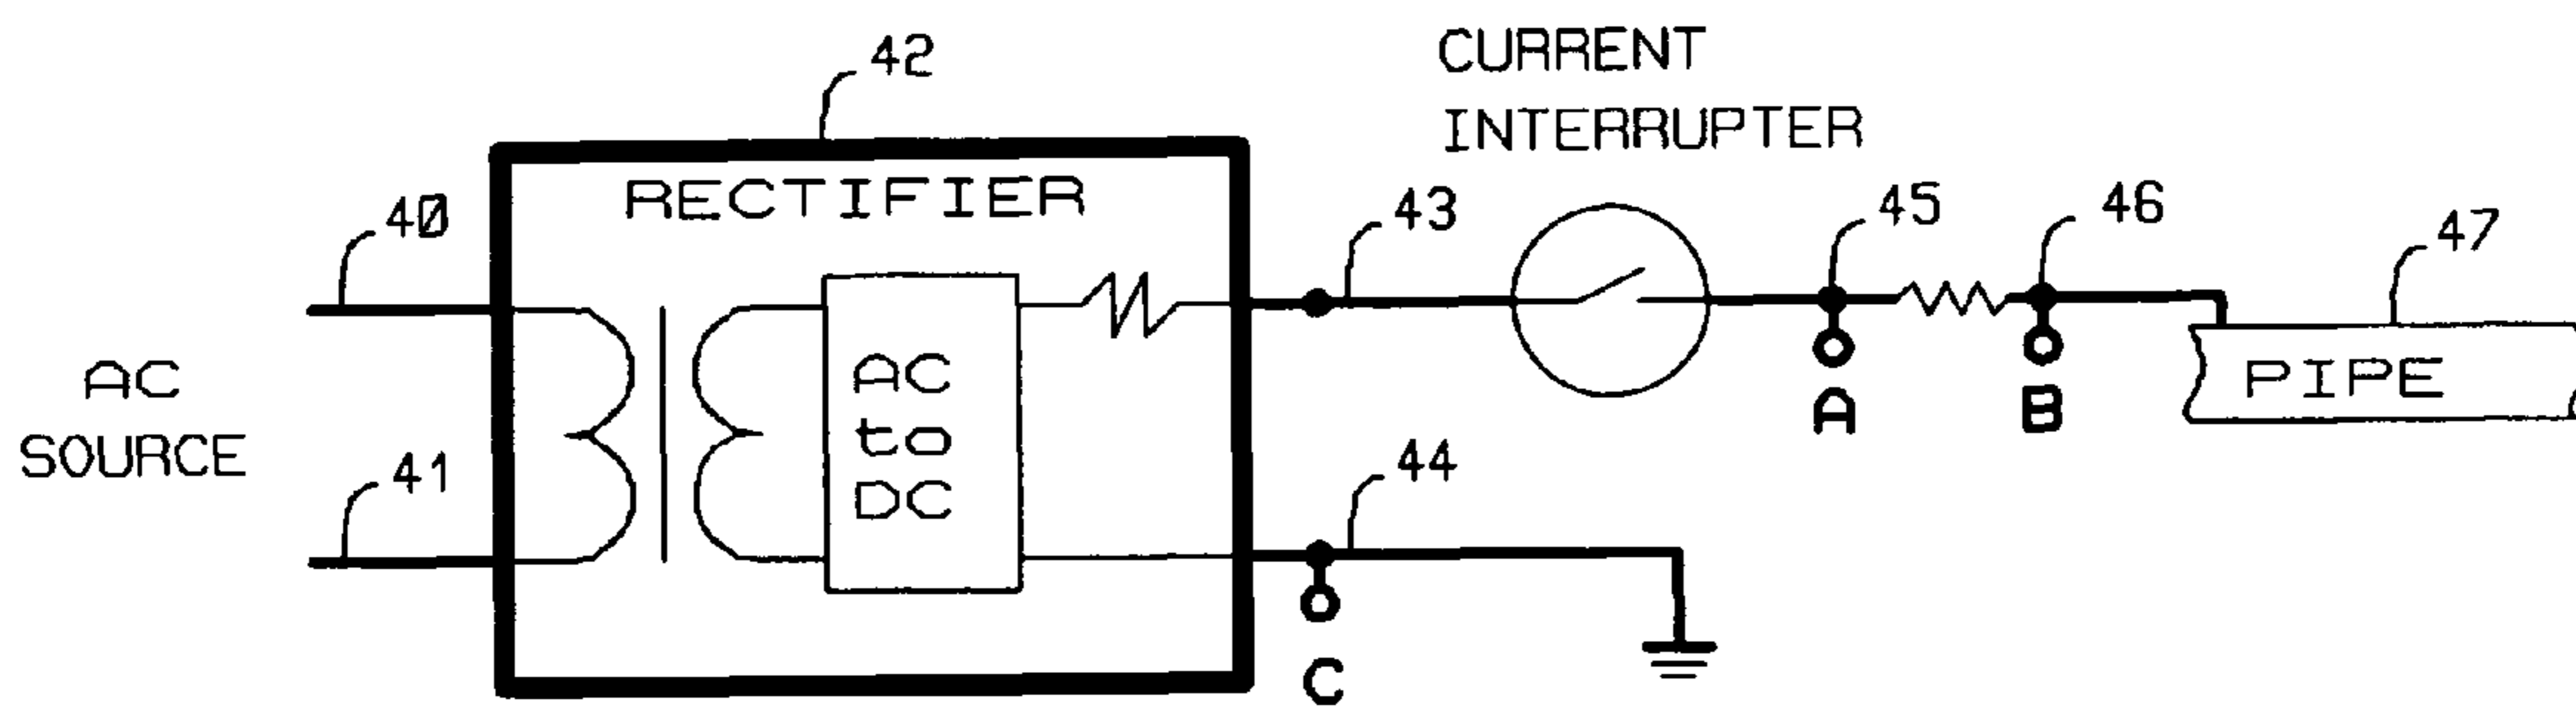 42
CURRENT
INTERRUPTER
RECTIFIER
40
43
45
46
47
AC
SOURCE
AC
to
DC
PIPE
A
B
41
44
C